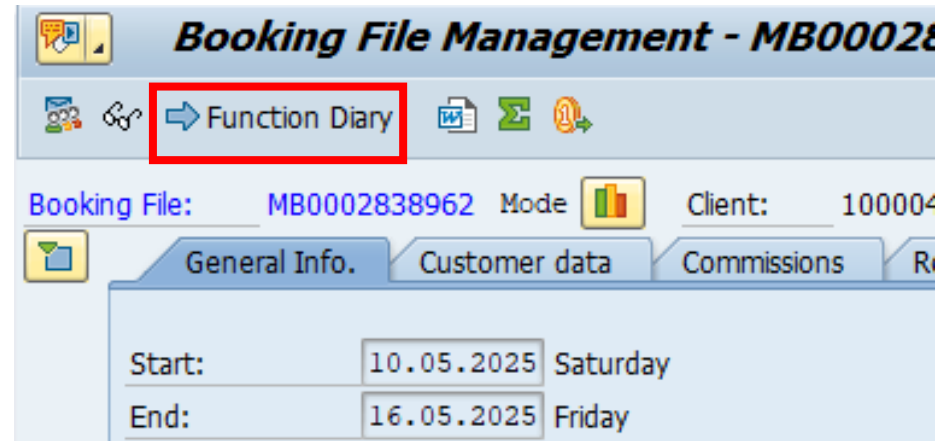 Booking File Management - MB00028
Function Diary
Booking File: MB0002838962 Mode Client: 100004
General Info. Customer data Commissions
Start: 10.05.2025 Saturday
End: 16.05.2025 Friday